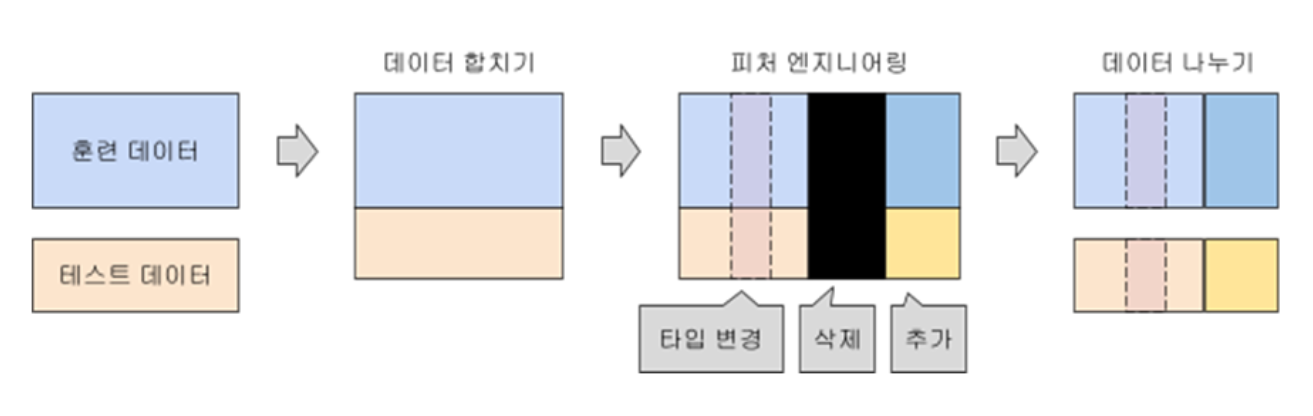 데이터 합치기
피처 엔지니어링
데이터 나누기
훈련 데이터
테스트 데이터
타입 변경
삭제
추가